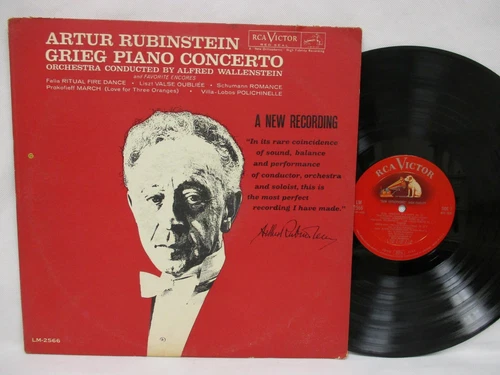 ARTUR RUBINSTEIN
GRIEG PIANO CONCERTO
ORCHESTRA CONDUCTED BY ALFRED WALLENSTEIN
and FAVORITE ENCORES
Falla RITUAL FIRE DANCE • Liszt VALSE OUBLIÉE • Schumann ROMANCE
Prokofieff MARCH (Love for Three Oranges) • Villa-Lobos POLICHINELLE
RCA VICTOR
A NEW RECORDING
"In its rare coincidence
of sound, balance
and performance
of conductor, orchestra
and soloist, this is
the most perfect
recording I have made."
Artur Rubinstein
LM-2566
RCA VICTOR